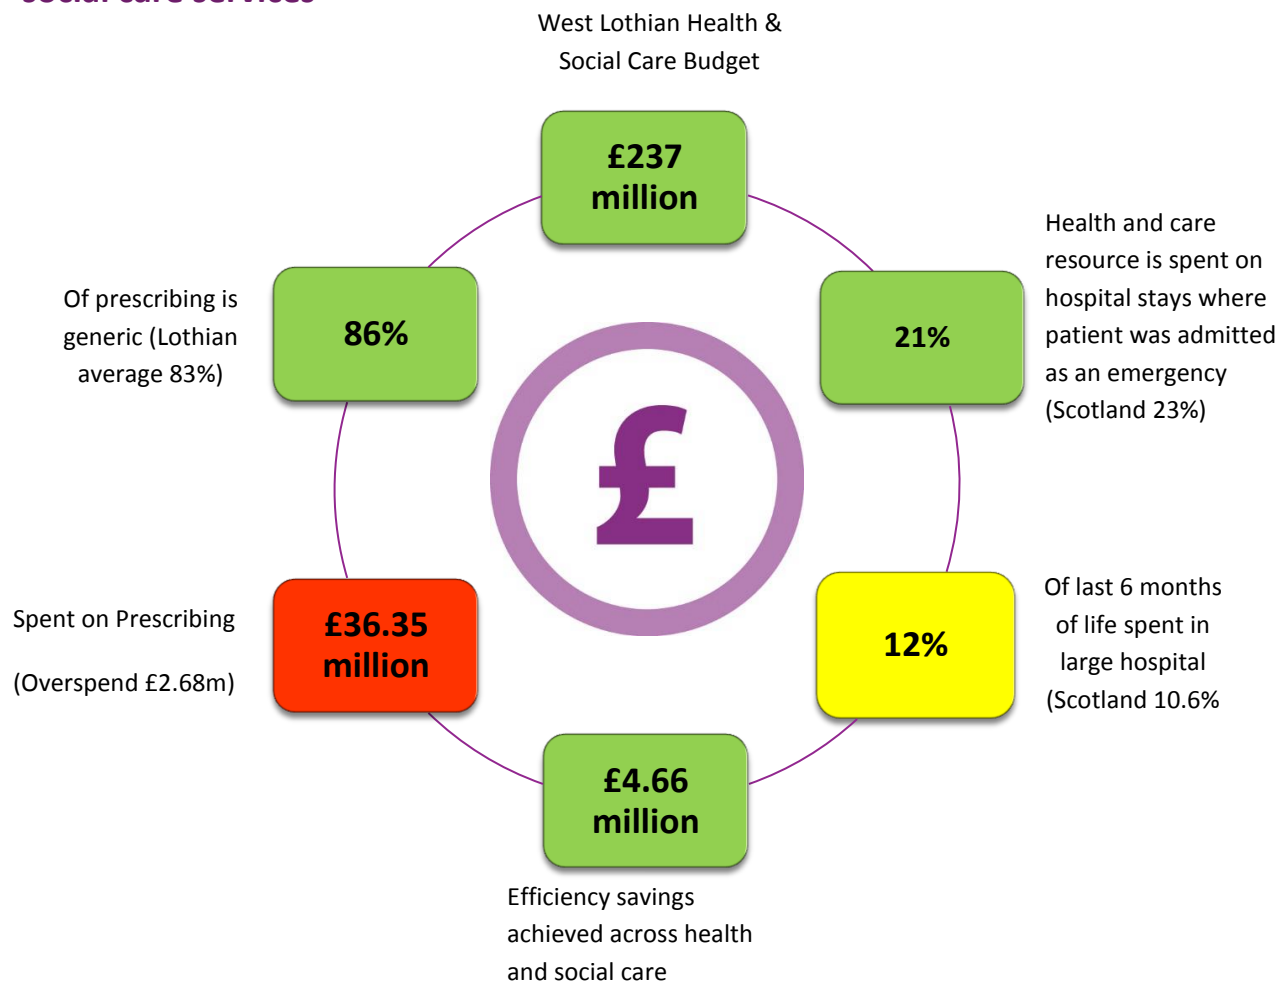 social care services
West Lothian Health &
Social Care Budget
£237
million
Health and care
resource is spent on
hospital stays where
patient was admitted
as an emergency
(Scotland 23%)
21%
Of prescribing is
generic (Lothian
average 83%)
86%
£
Spent on Prescribing
(Overspend £2.68m)
£36.35
million
12%
Of last 6 months
of life spent in
large hospital
(Scotland 10.6%
£4.66
million
Efficiency savings
achieved across health
and social care